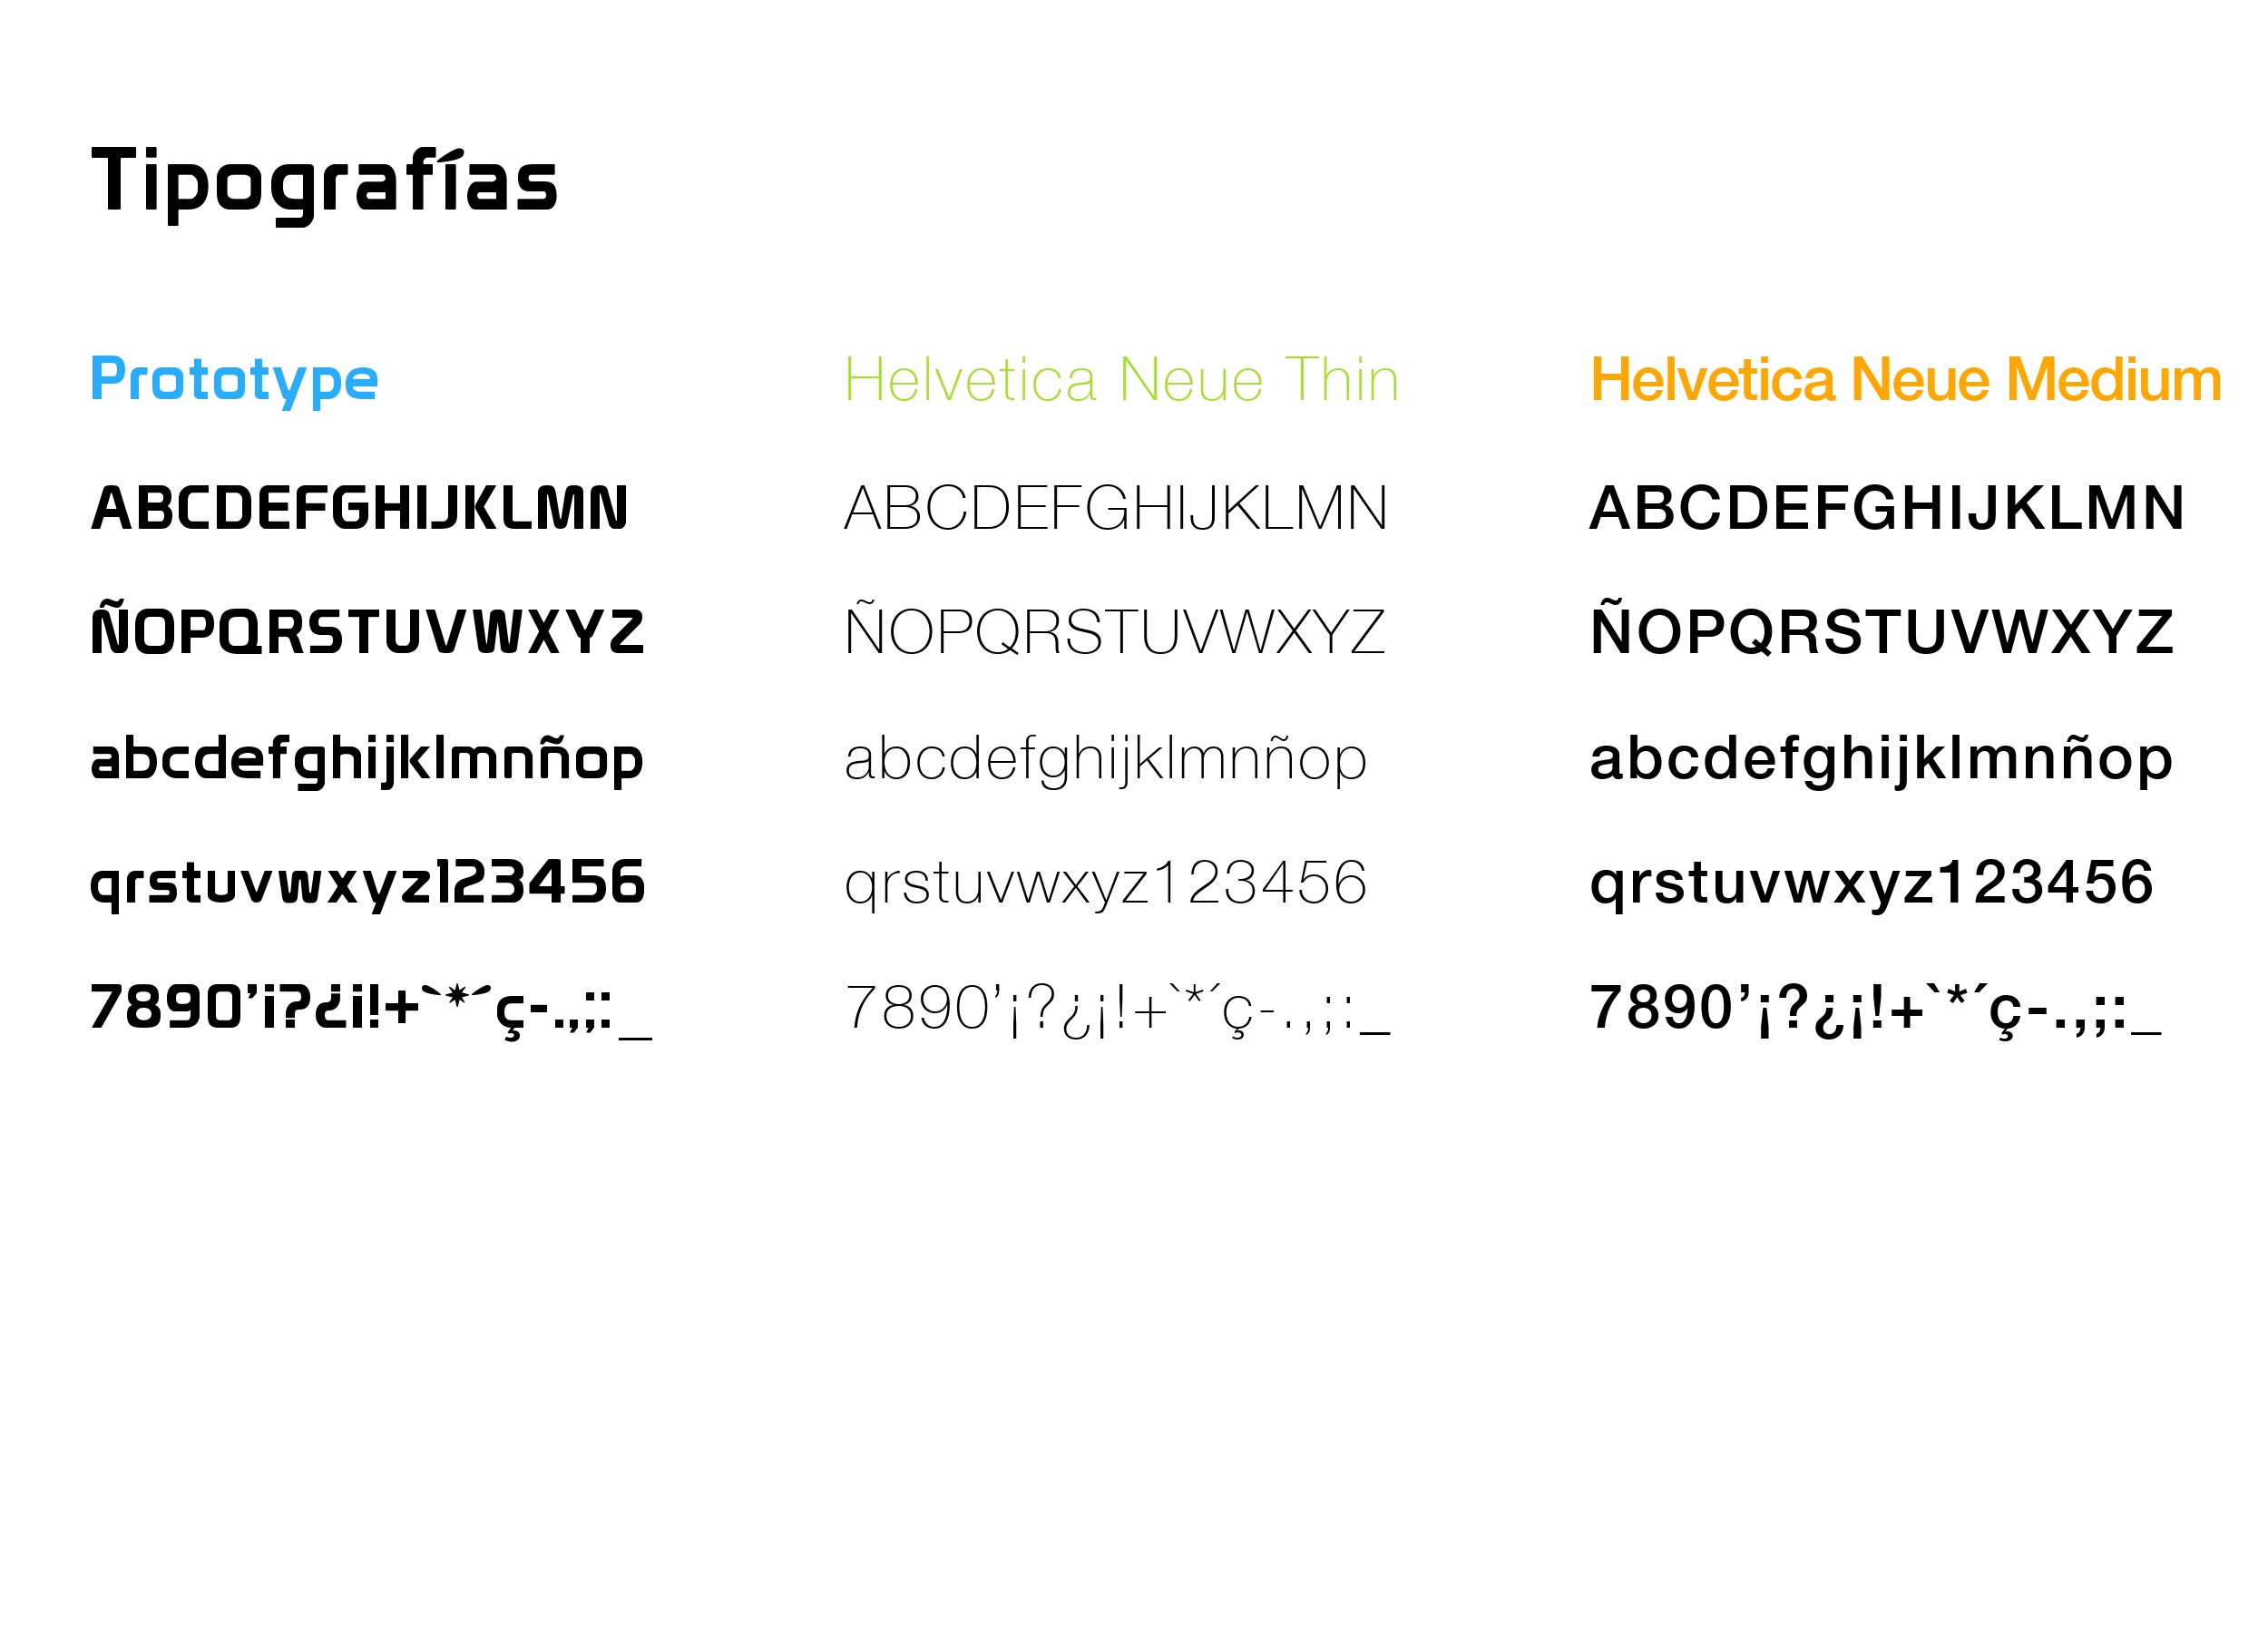 Tipografías
Prototype
ABCDEFGHIJKLMN
ÑOPQRSTUVWXYZ
abcdefghijklmnñop
qrstuvwxyz123456
7890'¡?¿¡!+`*´ç-.,;:_
Helvetica Neue Thin
ABCDEFGHIJKLMN
ÑOPQRSTUVWXYZ
abcdefghijklmnñop
qrstuvwxyz123456
7890’¡?¿¡!+`*´ç-.,;:_
Helvetica Neue Medium
ABCDEFGHIJKLMN
ÑOPQRSTUVWXYZ
abcdefghijklmnñop
qrstuvwxyz123456
7890’¡?¿¡!+`*´ç-.,;:_